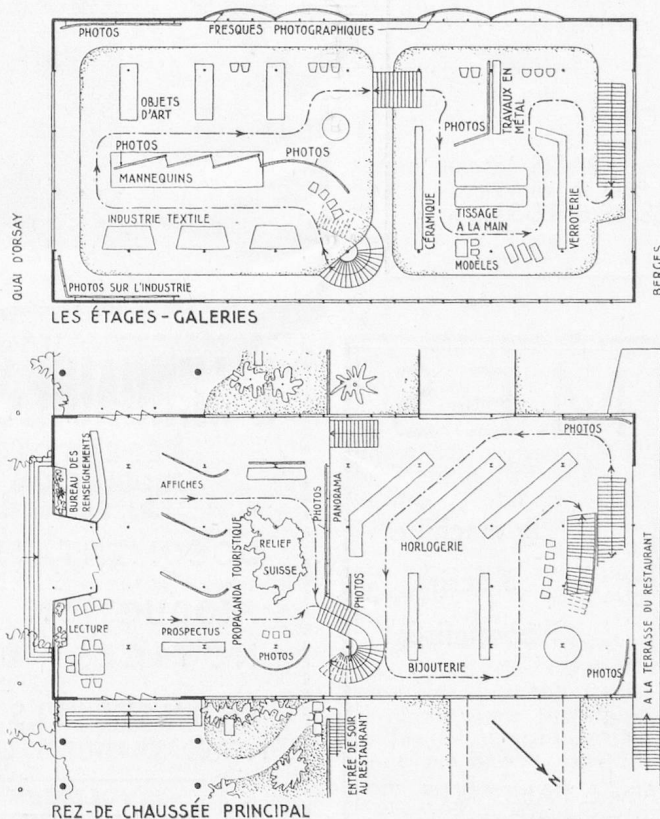 PHOTOS
FRESQUES PHOTOGRAPHIQUES
OBJETS
D'ART
PHOTOS
MANNEQUINS
PHOTOS
INDUSTRIE TEXTILE
PHOTOS SUR L'INDUSTRIE
PHOTOS
TRAVAUX EN
MÉTAL
CÉRAMIQUE
TISSAGE
A LA MAIN
MODÈLES
VERROTERIE
QUAI D'ORSAY
BERGES
LES ÉTAGES-GALERIES
BUREAU DES
RENSEIGNEMENTS
AFFICHES
PROPAGANDA TOURISTIQUE
RELIEF
SUISSE
PHOTOS
PANORAMA
PHOTOS
HORLOGERIE
PHOTOS
LECTURE
PROSPECTUS
PHOTOS
BIJOUTERIE
PHOTOS
A LA TERRASSE DU RESTAURANT
ENTRÉE DE SOIR
AU RESTAURANT
N
REZ-DE CHAUSSÉE PRINCIPAL